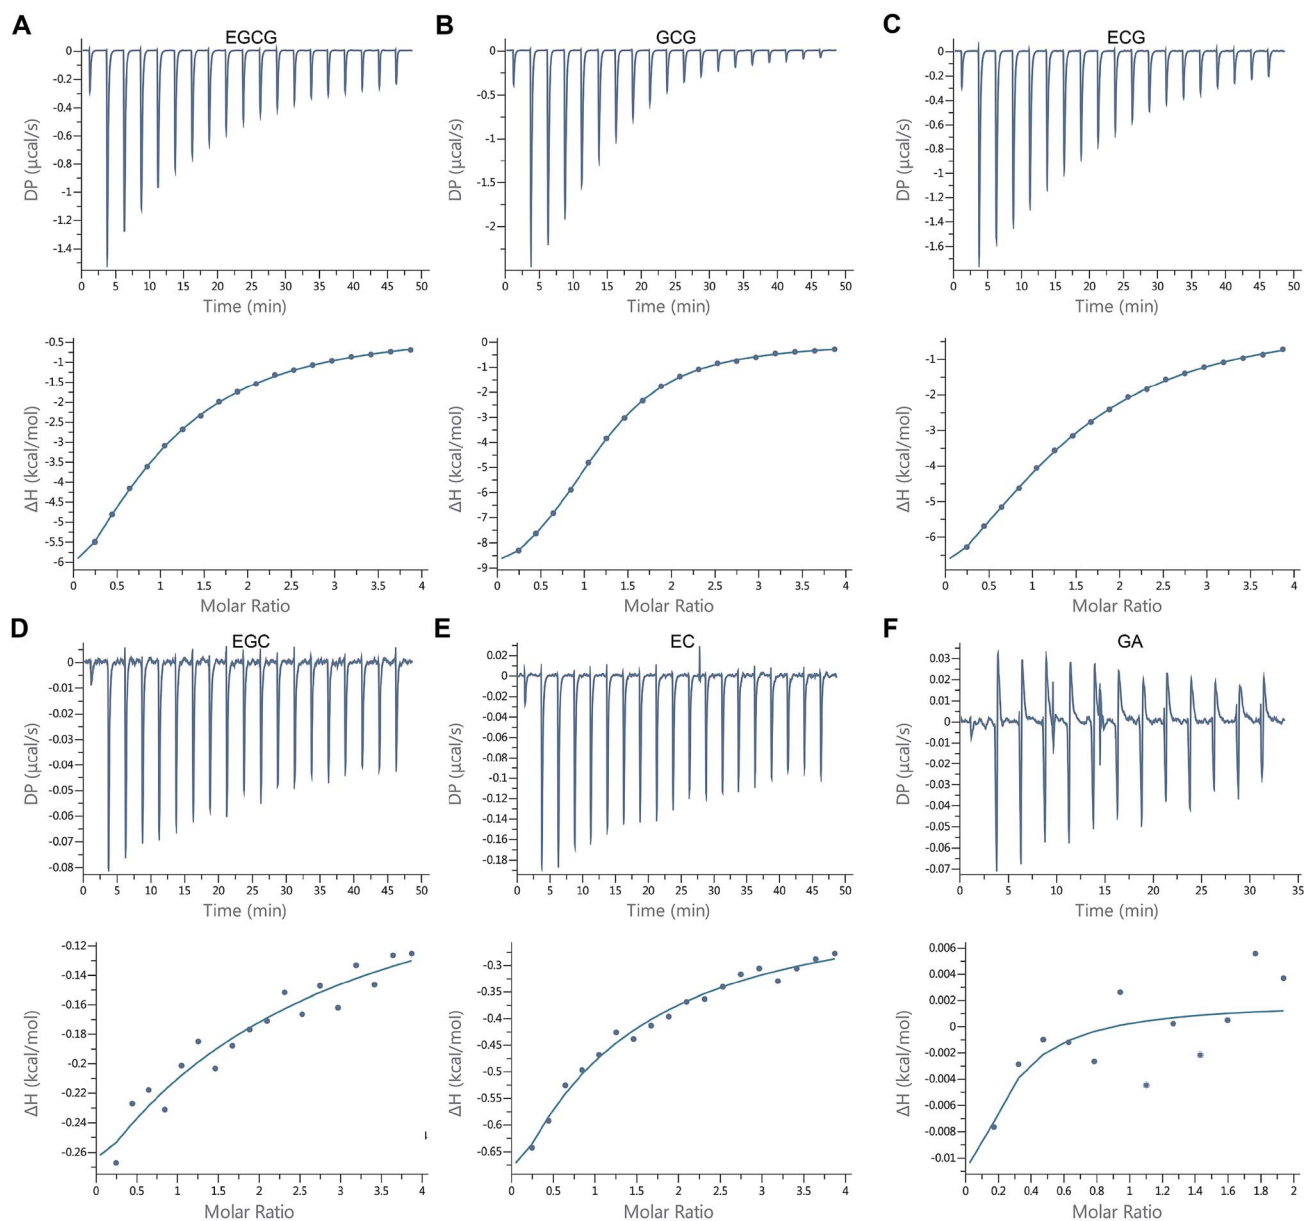 A
EGCG
0
-0.2
-0.4
-0.6
-0.8
-1
-1.2
-1.4
DP (µcal/s)
0 5 10 15 20 25 30 35 40 45 50
Time (min)
-0.5
-1
-1.5
-2
-2.5
-3
-3.5
-4
-4.5
-5
-5.5
-6
ΔH (kcal/mol)
0 0.5 1 1.5 2 2.5 3 3.5 4
Molar Ratio
B
GCG
0
-0.5
-1
-1.5
-2
DP (µcal/s)
0 5 10 15 20 25 30 35 40 45 50
Time (min)
0
-1
-2
-3
-4
-5
-6
-7
-8
-9
ΔH (kcal/mol)
0 0.5 1 1.5 2 2.5 3 3.5 4
Molar Ratio
C
ECG
0
-0.2
-0.4
-0.6
-0.8
-1
-1.2
-1.4
-1.6
DP (µcal/s)
0 5 10 15 20 25 30 35 40 45 50
Time (min)
-1
-2
-3
-4
-5
-6
ΔH (kcal/mol)
0 0.5 1 1.5 2 2.5 3 3.5 4
Molar Ratio
D
EGC
0
-0.01
-0.02
-0.03
-0.04
-0.05
-0.06
-0.07
-0.08
DP (µcal/s)
0 5 10 15 20 25 30 35 40 45 50
Time (min)
-0.12
-0.14
-0.16
-0.18
-0.2
-0.22
-0.24
-0.26
ΔH (kcal/mol)
0 0.5 1 1.5 2 2.5 3 3.5 4
Molar Ratio
E
EC
0.02
0
-0.02
-0.04
-0.06
-0.08
-0.1
-0.12
-0.14
-0.16
-0.18
DP (µcal/s)
0 5 10 15 20 25 30 35 40 45 50
Time (min)
-0.3
-0.35
-0.4
-0.45
-0.5
-0.55
-0.6
-0.65
ΔH (kcal/mol)
0 0.5 1 1.5 2 2.5 3 3.5 4
Molar Ratio
F
GA
0.03
0.02
0.01
0
-0.01
-0.02
-0.03
-0.04
-0.05
-0.06
-0.07
DP (µcal/s)
0 5 10 15 20 25 30 35
Time (min)
0.006
0.004
0.002
0
-0.002
-0.004
-0.006
-0.008
-0.01
ΔH (kcal/mol)
0 0.2 0.4 0.6 0.8 1 1.2 1.4 1.6 1.8 2
Molar Ratio